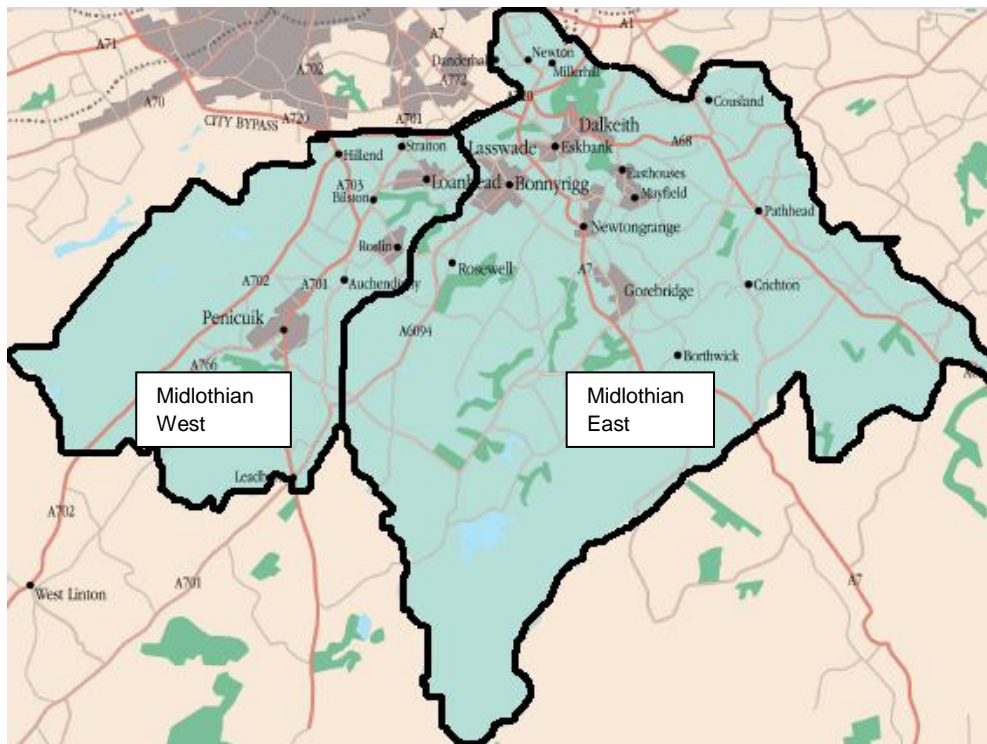 A71
A702
A7
A1
Danderhall
Newton
Millerhill
A772
A70
CITY BYPASS
A720
A701
Cousland
Dalkeith
Straiton
Lasswade
Eskbank
A68
Hillend
Loanhead
Bonnyrigg
Easthouses
A703
Bilston
Mayfield
Pathhead
Roslin
Newtongrange
Rosewell
A7
A702
A701
Auchendinny
Gorebridge
Crichton
Penicuik
A6094
Borthwick
A766
Midlothian
West
Midlothian
East
A702
A701
A7
West Linton